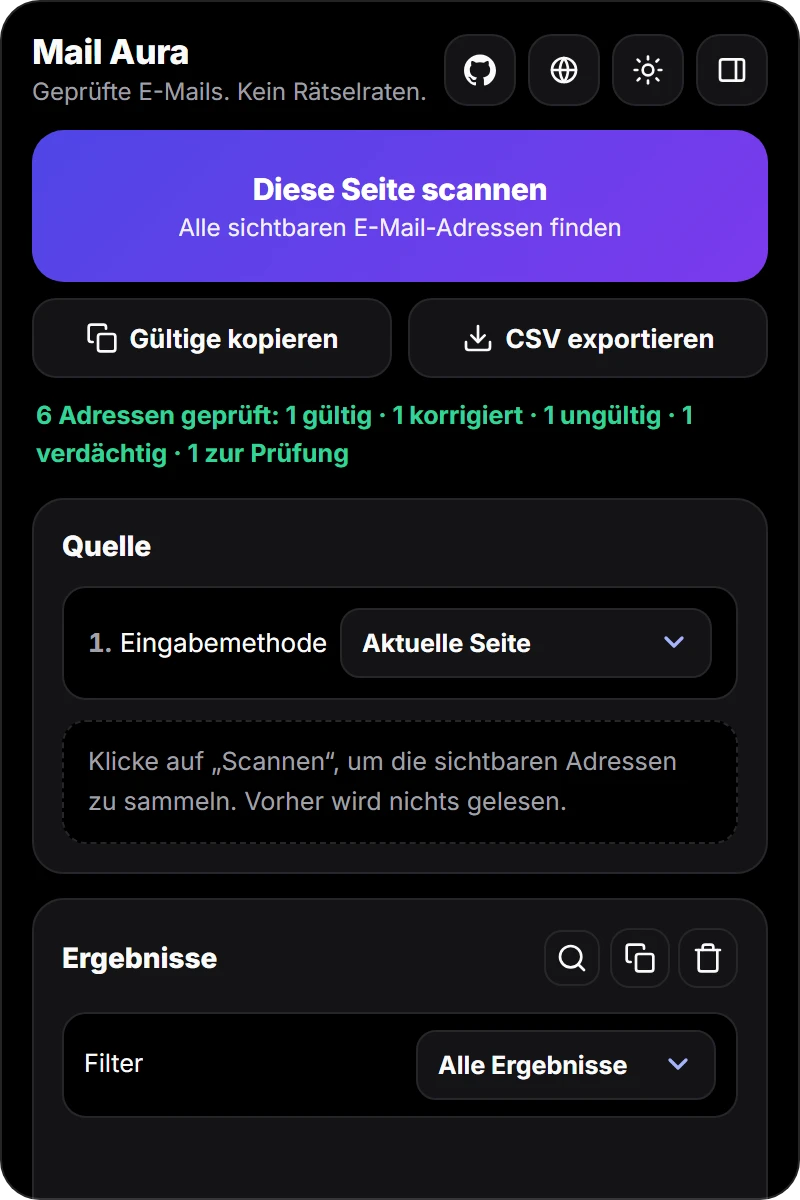 Mail Aura
Geprüfte E-Mails. Kein Rätselraten.
Diese Seite scannen
Alle sichtbaren E-Mail-Adressen finden
Gültige kopieren
CSV exportieren
6 Adressen geprüft: 1 gültig · 1 korrigiert · 1 ungültig · 1
verdächtig · 1 zur Prüfung
Quelle
1. Eingabemethode
Aktuelle Seite
Klicke auf „Scannen“, um die sichtbaren Adressen
zu sammeln. Vorher wird nichts gelesen.
Ergebnisse
Filter
Alle Ergebnisse